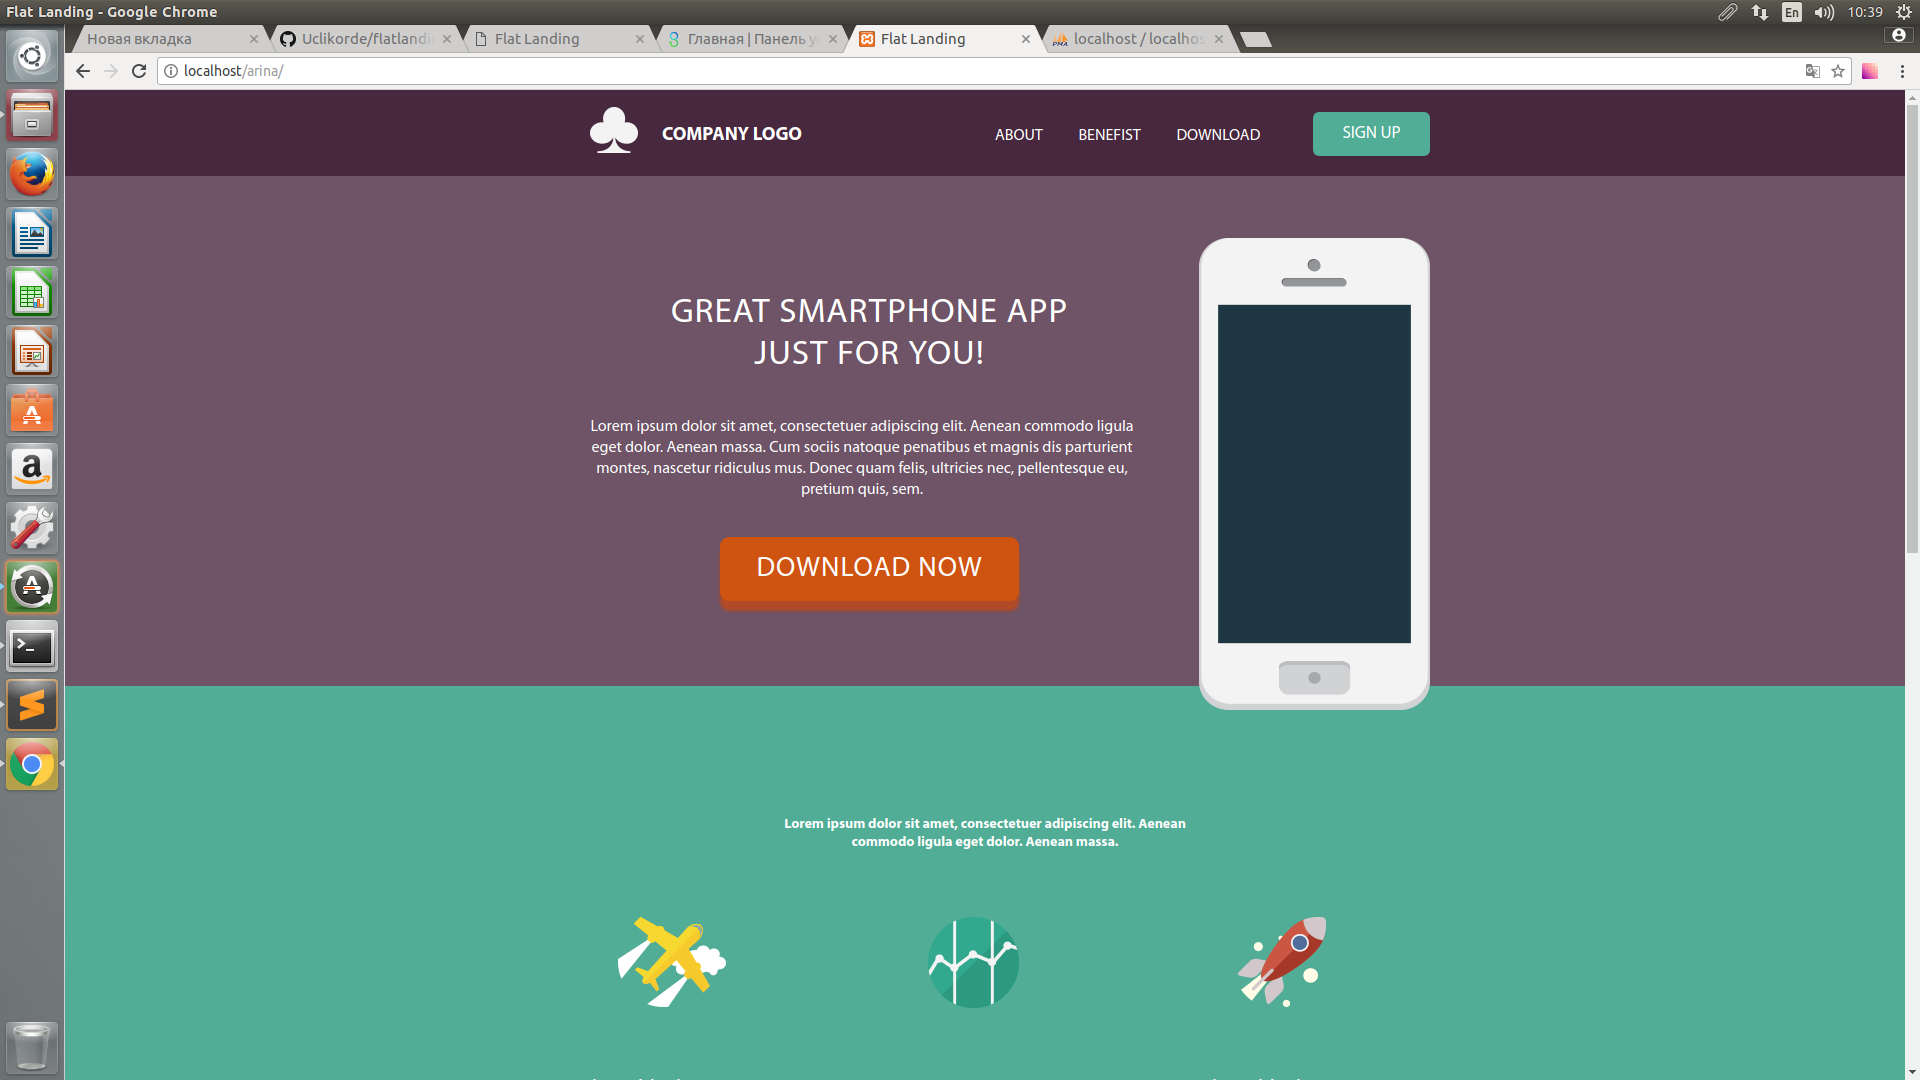 Flat Landing - Google Chrome
En
10:39
Новая вкладка
Uclikorde/flatlandi
Flat Landing
Главная | Панель у
Flat Landing
localhost / localhos
localhost/arina/
COMPANY LOGO
ABOUT
BENEFIST
DOWNLOAD
SIGN UP
GREAT SMARTPHONE APP
JUST FOR YOU!
Lorem ipsum dolor sit amet, consectetuer adipiscing elit. Aenean commodo ligula
eget dolor. Aenean massa. Cum sociis natoque penatibus et magnis dis parturient
montes, nascetur ridiculus mus. Donec quam felis, ultricies nec, pellentesque eu,
pretium quis, sem.
DOWNLOAD NOW
Lorem ipsum dolor sit amet, consectetuer adipiscing elit. Aenean
commodo ligula eget dolor. Aenean massa.